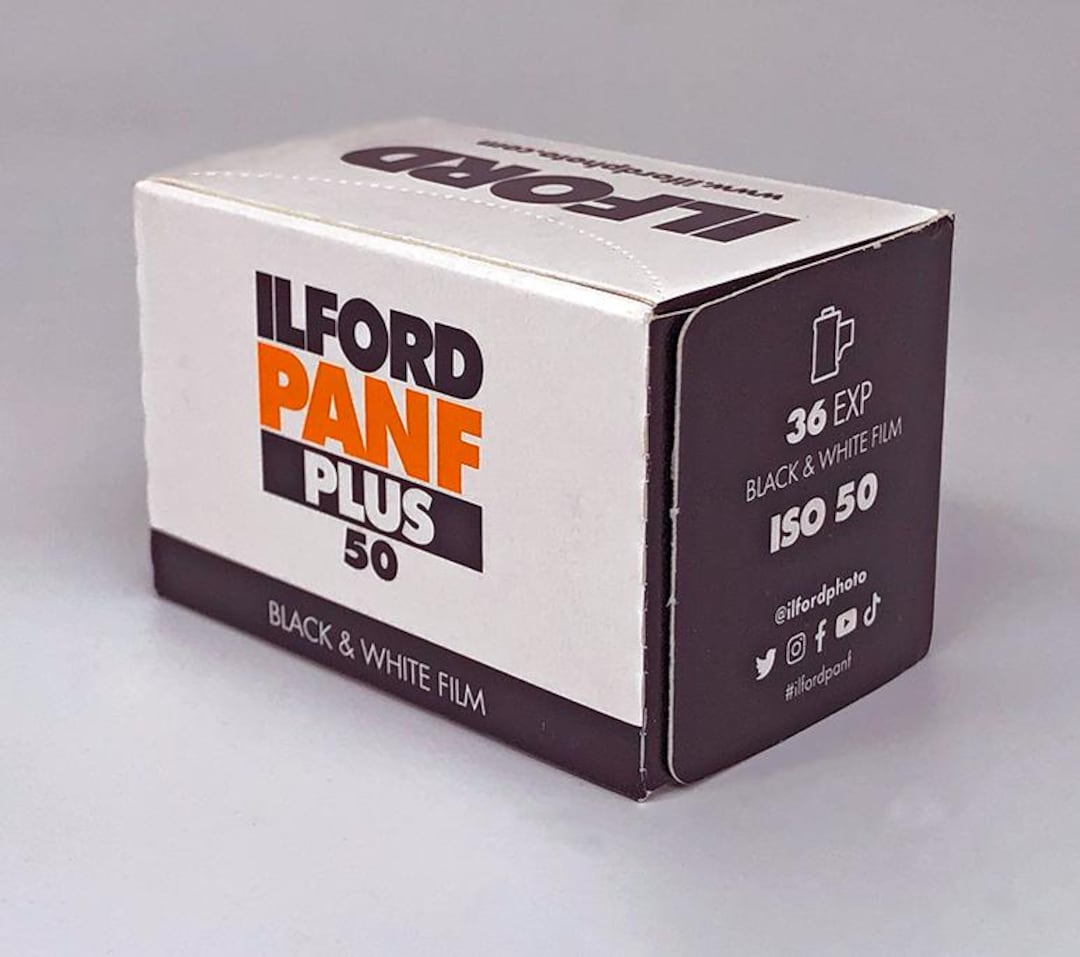 ILFORD
www.ilfordphoto.com
ILFORD
PANF
PLUS
50
BLACK & WHITE FILM
36 EXP
BLACK & WHITE FILM
ISO 50
@ilfordphoto
#ilfordpanf